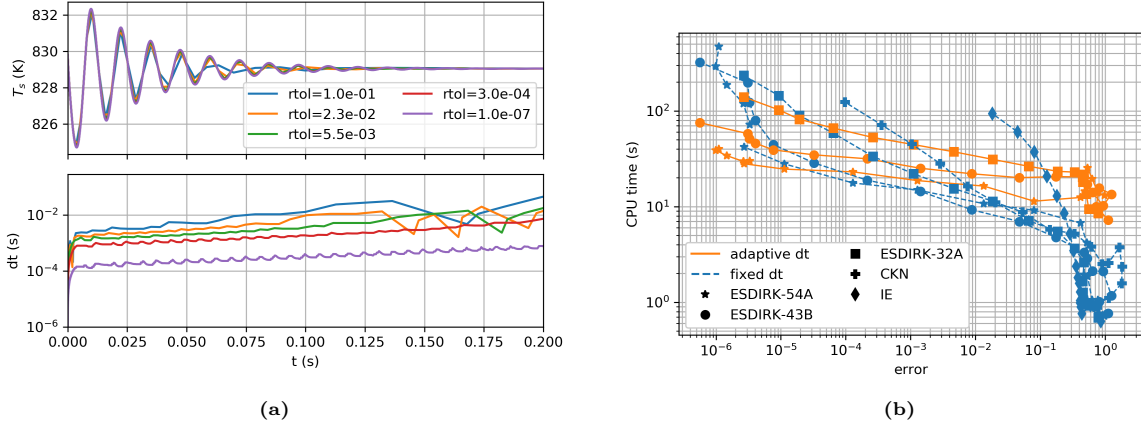 832
830
828
826
T_s (K)
rtol=1.0e-01
rtol=2.3e-02
rtol=5.5e-03
rtol=3.0e-04
rtol=1.0e-07
10^−2
10^−4
10^−6
dt (s)
0.000 0.025 0.050 0.075 0.100 0.125 0.150 0.175 0.200
t (s)
(a)
10^2
10^1
10^0
CPU time (s)
adaptive dt
fixed dt
ESDIRK-54A
ESDIRK-43B
ESDIRK-32A
CKN
IE
10^−6 10^−5 10^−4 10^−3 10^−2 10^−1 10^0
error
(b)